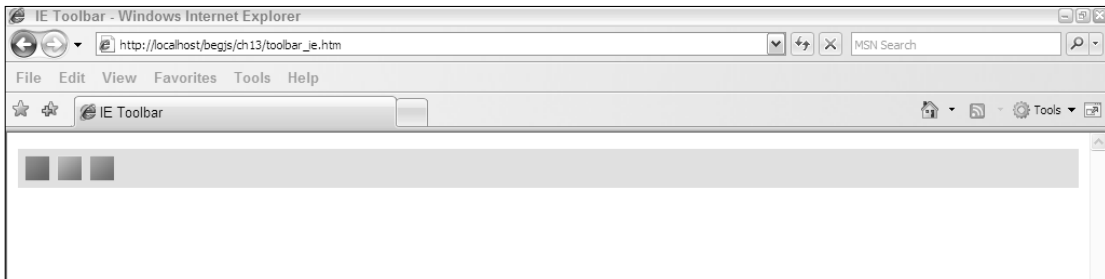 IE Toolbar - Windows Internet Explorer
http://localhost/begjs/ch13/toolbar_ie.htm
MSN Search
File Edit View Favorites Tools Help
IE Toolbar
Tools